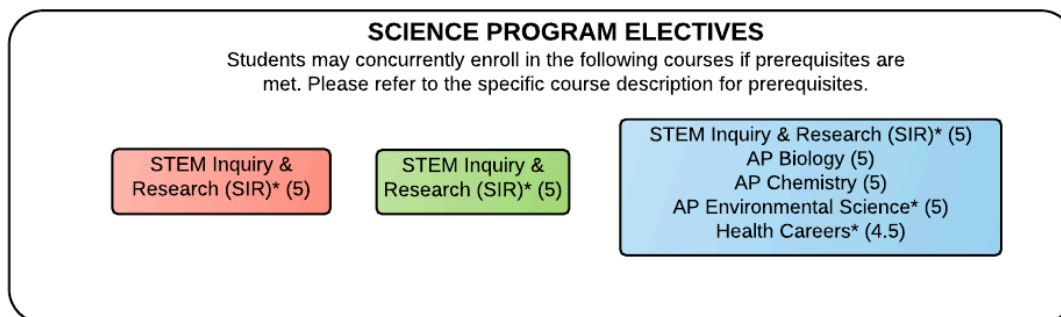 SCIENCE PROGRAM ELECTIVES
Students may concurrently enroll in the following courses if prerequisites are
met. Please refer to the specific course description for prerequisites.
STEM Inquiry &
Research (SIR)* (5)
STEM Inquiry &
Research (SIR)* (5)
STEM Inquiry & Research (SIR)* (5)
AP Biology (5)
AP Chemistry (5)
AP Environmental Science* (5)
Health Careers* (4.5)